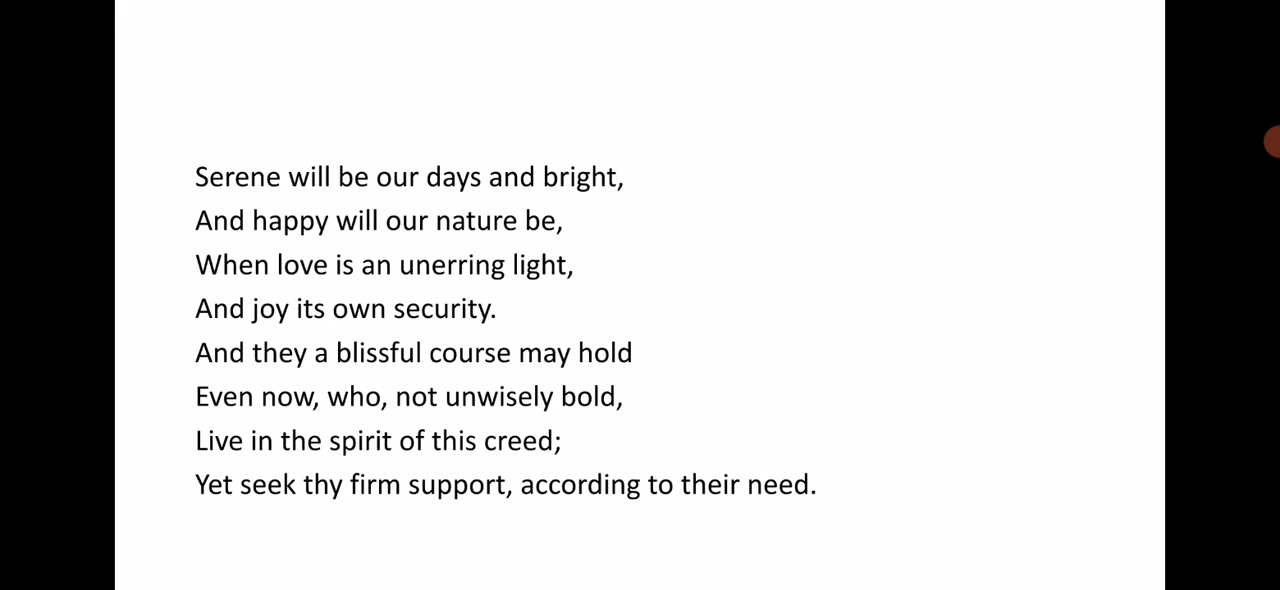 Serene will be our days and bright,
And happy will our nature be,
When love is an unerring light,
And joy its own security.
And they a blissful course may hold
Even now, who, not unwisely bold,
Live in the spirit of this creed;
Yet seek thy firm support, according to their need.